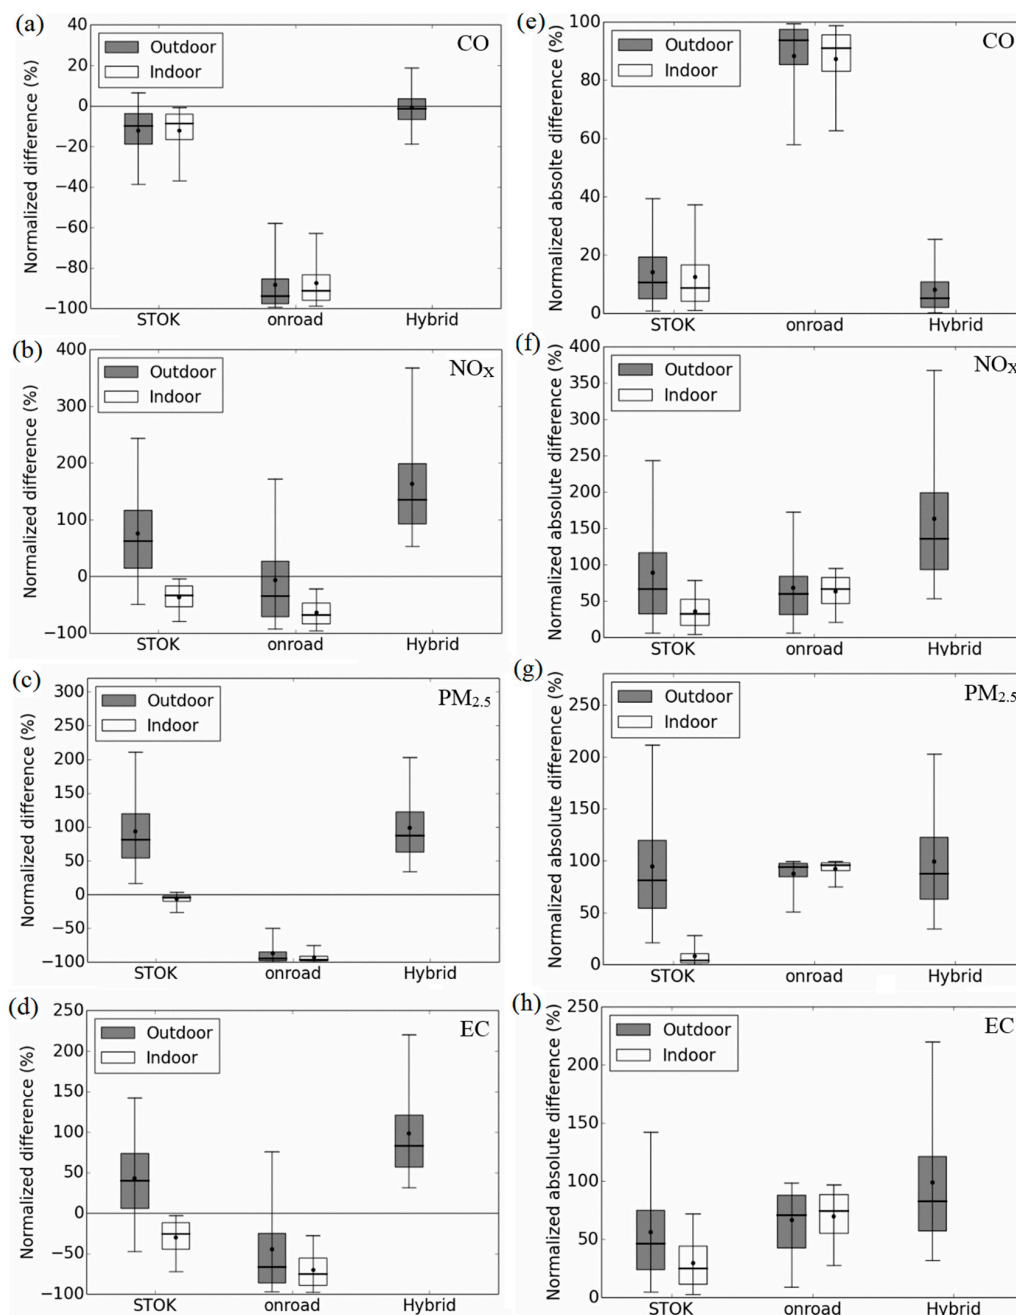 (a)
40
20
0
−20
−40
−60
−80
−100
Normalized difference (%)
Outdoor
Indoor
CO
STOK onroad Hybrid
(e)
100
80
60
40
20
0
Normalized absolte difference (%)
Outdoor
Indoor
CO
STOK onroad Hybrid
(b)
400
300
200
100
0
−100
Normalized difference (%)
Outdoor
Indoor
NOX
STOK onroad Hybrid
(f)
400
350
300
250
200
150
100
50
0
Normalized absolute difference (%)
Outdoor
Indoor
NOX
STOK onroad Hybrid
(c)
300
250
200
150
100
50
0
−50
−100
Normalized difference (%)
Outdoor
Indoor
PM2.5
STOK onroad Hybrid
(g)
250
200
150
100
50
0
Normalized absolute difference (%)
Outdoor
Indoor
PM2.5
STOK onroad Hybrid
(d)
250
200
150
100
50
0
−50
−100
Normalized difference (%)
Outdoor
Indoor
EC
STOK onroad Hybrid
(h)
250
200
150
100
50
0
Normalized absolute difference (%)
Outdoor
Indoor
EC
STOK onroad Hybrid